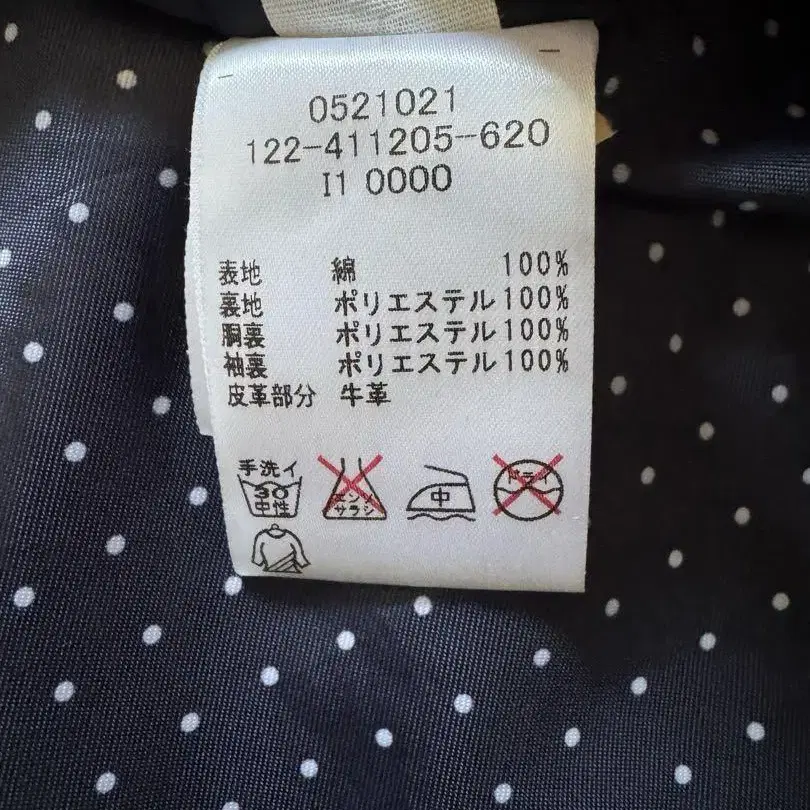 0521021
122-411205-620
I1 0000
表地 綿 100%
裏地 ポリエステル100%
胴裏 ポリエステル100%
袖裏 ポリエステル100%
皮革部分 牛革
手洗イ
30
中性
エンソ
サラシ
中
ドライ